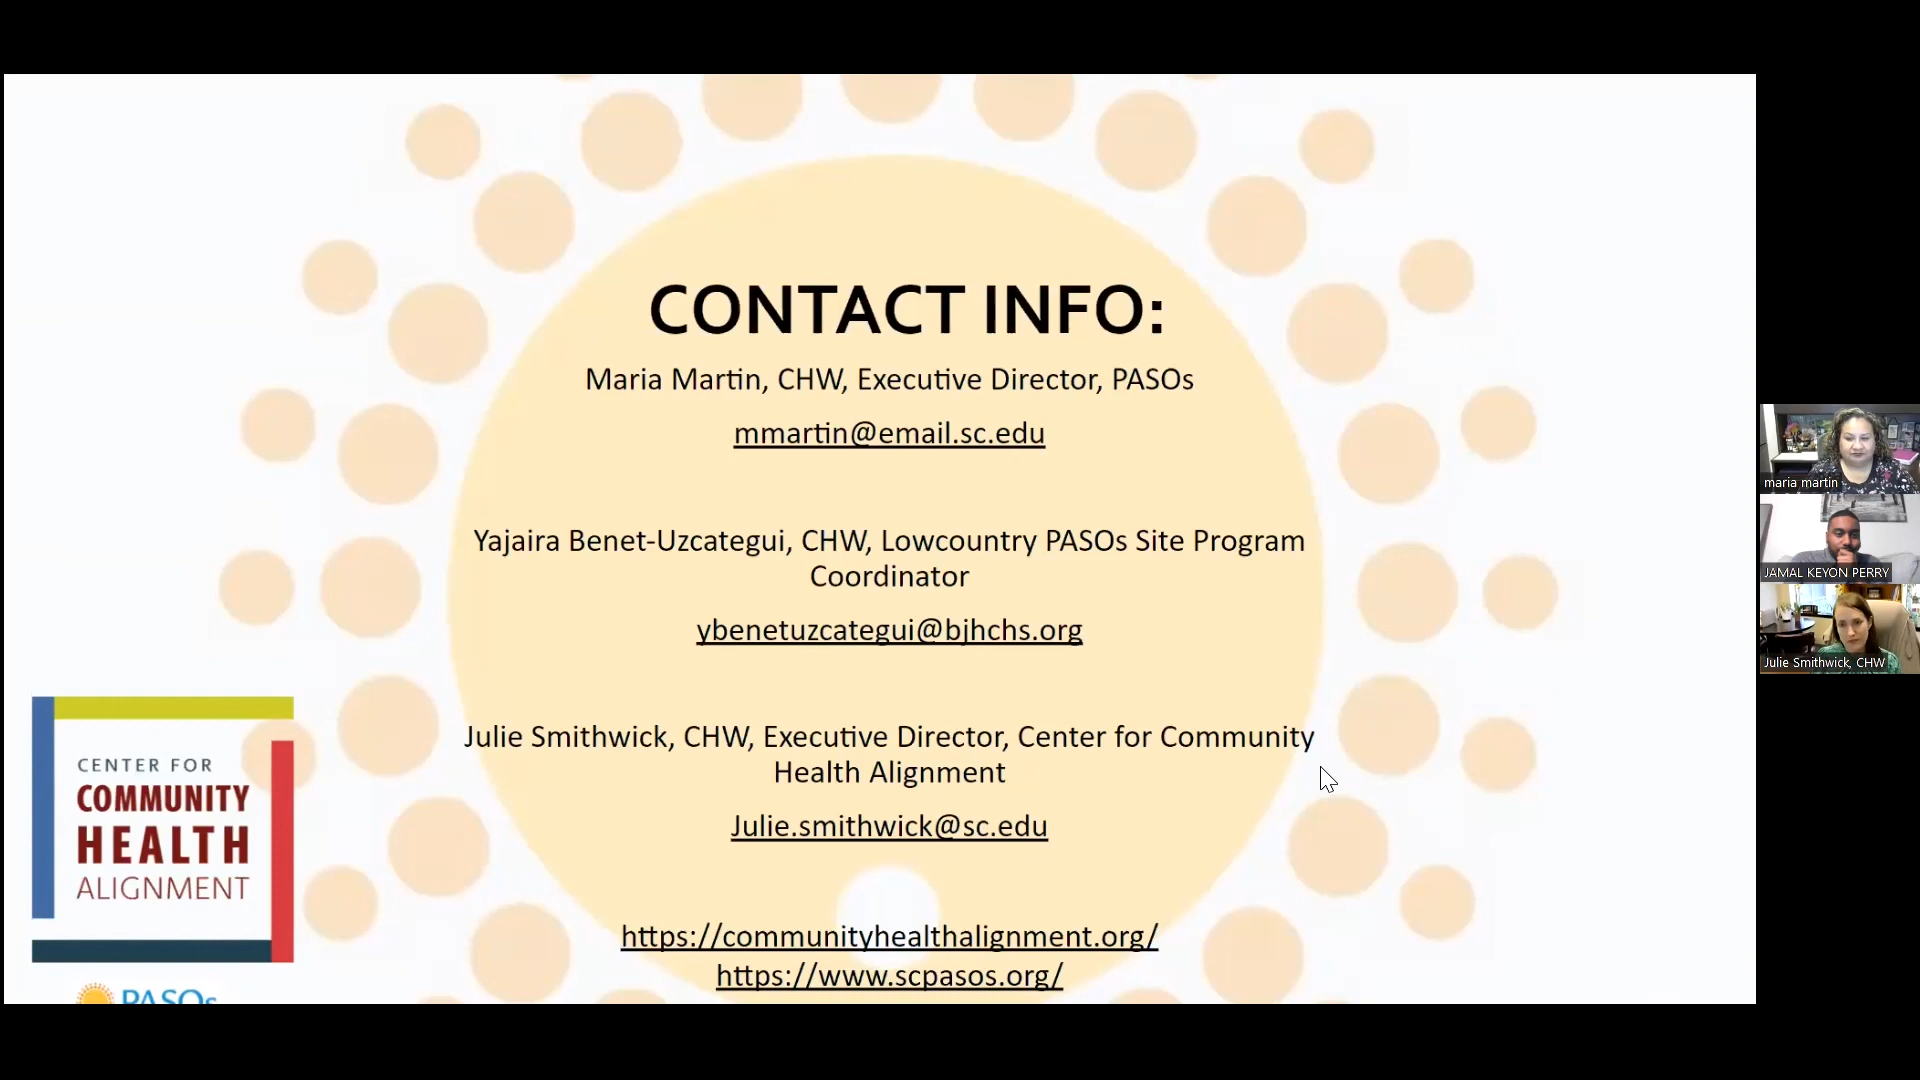 CONTACT INFO:
Maria Martin, CHW, Executive Director, PASOs
mmartin@email.sc.edu
Yajaira Benet-Uzcategui, CHW, Lowcountry PASOs Site Program
Coordinator
ybenetuzcategui@bjhchs.org
Julie Smithwick, CHW, Executive Director, Center for Community
Health Alignment
Julie.smithwick@sc.edu
https://communityhealthalignment.org/
https://www.scpasos.org/
CENTER FOR
COMMUNITY
HEALTH
ALIGNMENT
PASOs
maria martin
JAMAL KEYON PERRY
Julie Smithwick, CHW